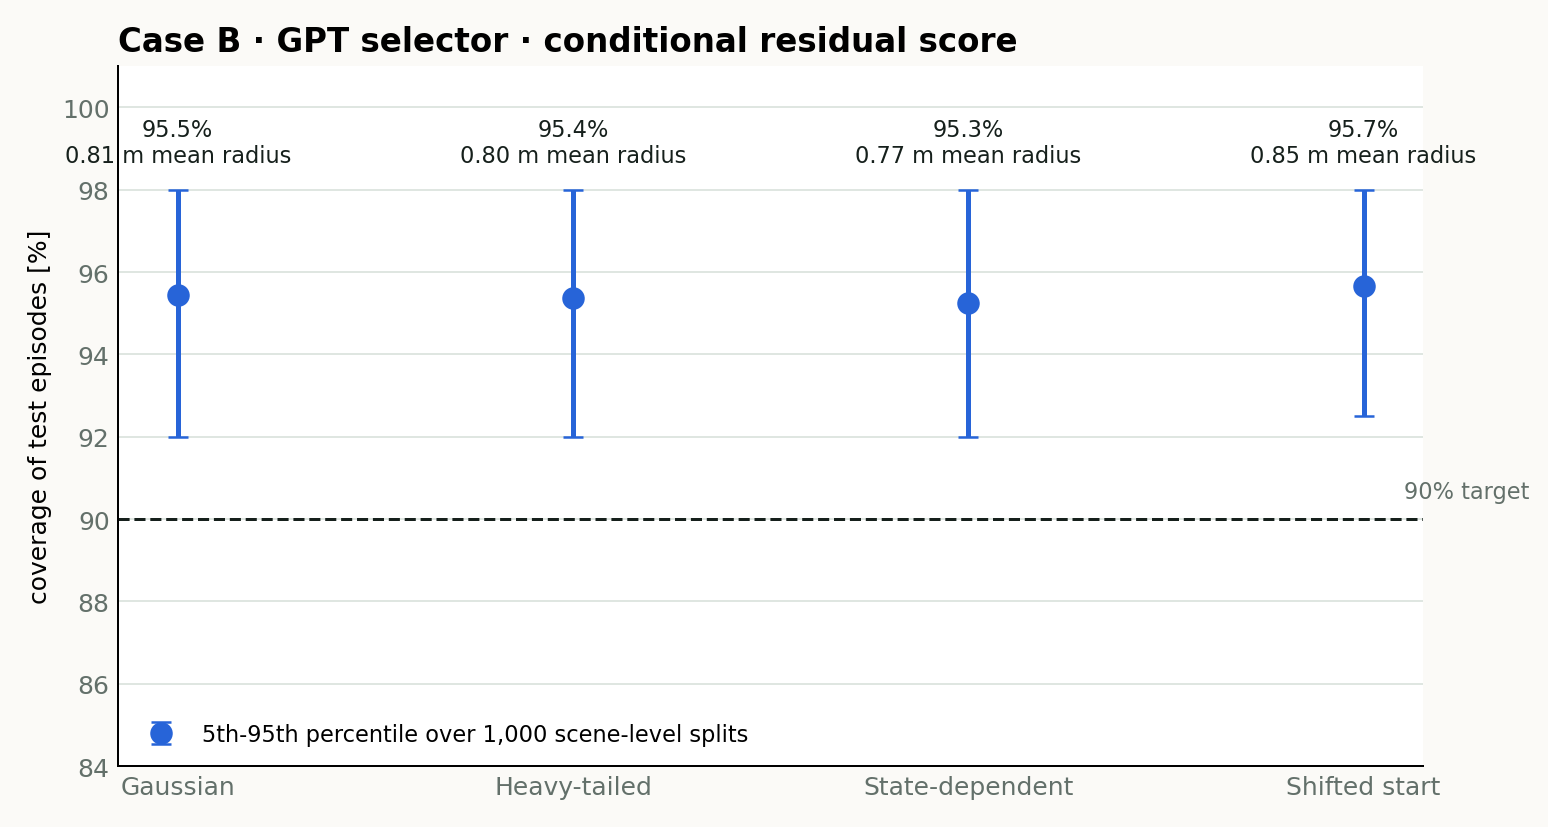 Case B · GPT selector · conditional residual score
coverage of test episodes [%]
100
98
96
94
92
90
88
86
84
95.5%
0.81 m mean radius
95.4%
0.80 m mean radius
95.3%
0.77 m mean radius
95.7%
0.85 m mean radius
90% target
5th-95th percentile over 1,000 scene-level splits
Gaussian
Heavy-tailed
State-dependent
Shifted start